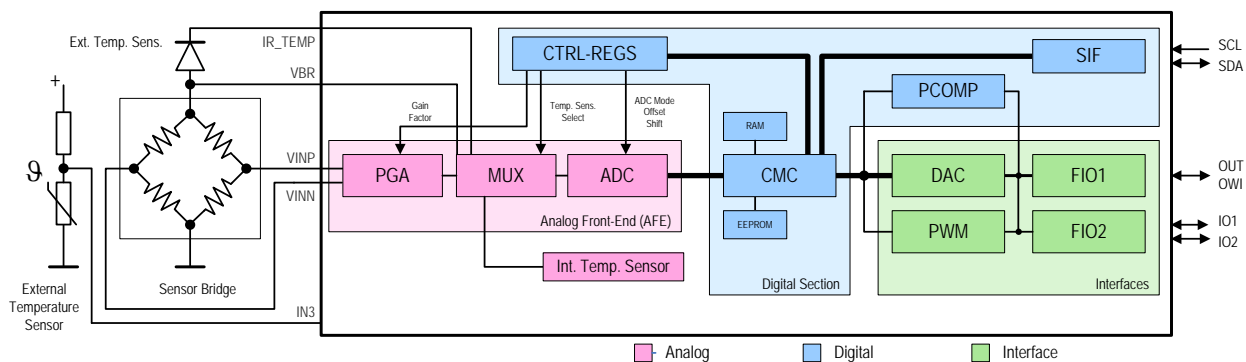 Ext. Temp. Sens.
IR_TEMP
VBR
+
ϑ
VINP
VINN
IN3
External
Temperature
Sensor
Sensor Bridge
CTRL-REGS
SIF
PCOMP
Gain
Factor
Temp. Sens.
Select
ADC Mode
Offset
Shift
RAM
PGA
MUX
ADC
CMC
EEPROM
Analog Front-End (AFE)
Int. Temp. Sensor
Digital Section
DAC
FIO1
PWM
FIO2
Interfaces
SCL
SDA
OUT
OWI
IO1
IO2
Analog
Digital
Interface